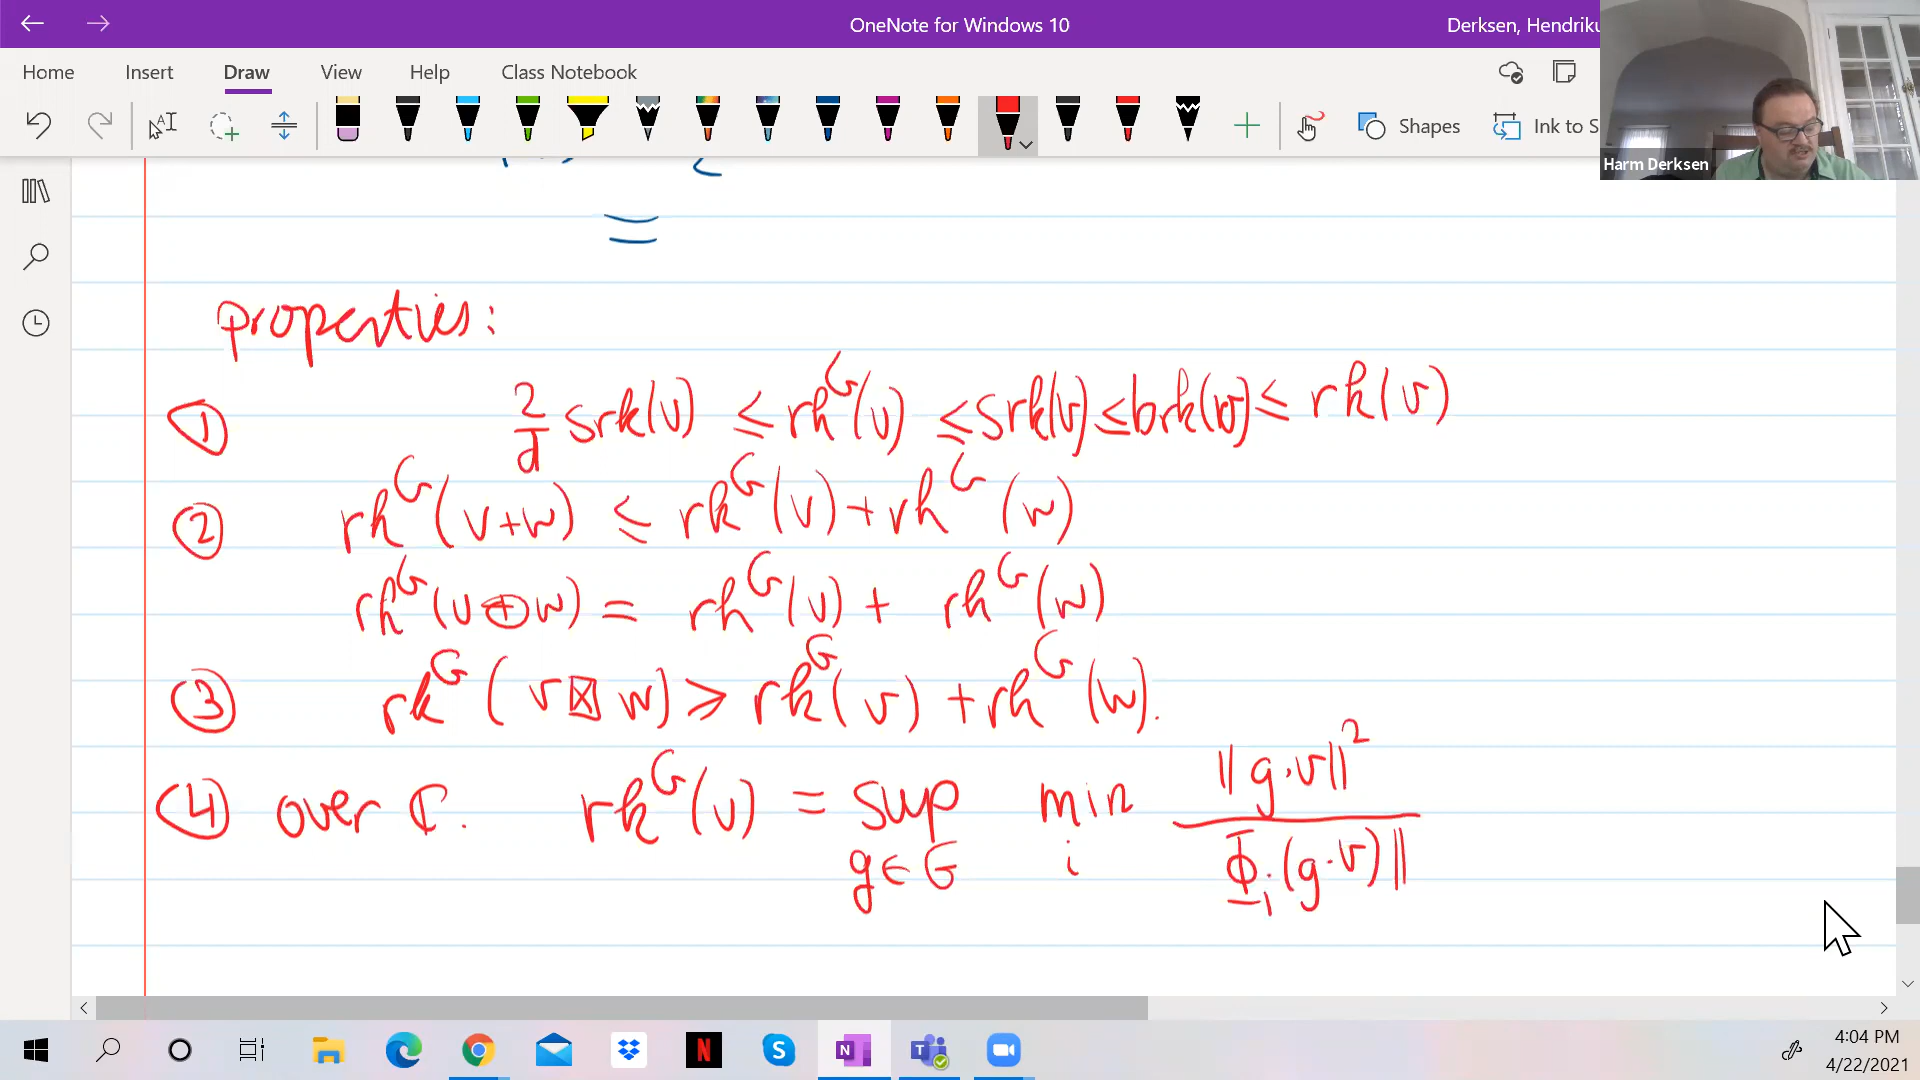 OneNote for Windows 10
Derksen, Hendriku
Home Insert Draw View Help Class Notebook
Shapes Ink to S
Harm Derksen
properties:
① 2/d srk(v) ≤ rk^G(v) ≤ srk(v) ≤ brk(v) ≤ rk(v)
② rk^G(v+w) ≤ rk^G(v) + rk^G(w)
rk^G(v⊕w) = rk^G(v) + rk^G(w)
③ rk^G(v ⊠ w) ≥ rk^G(v) + rk^G(w).
④ over ℂ. rk^G(v) = sup_{g∈G} min_i ||g·v||^2 / Φ_i(g·v)||
4:04 PM
4/22/2021